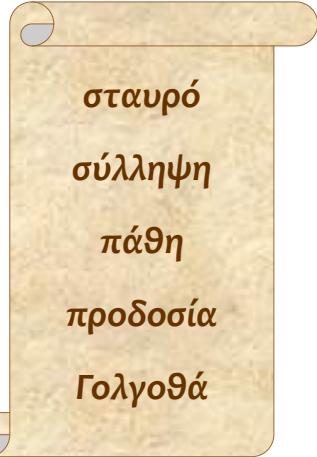 σταυρό
σύλληψη
πάθη
προδοσία
Γολγοθά